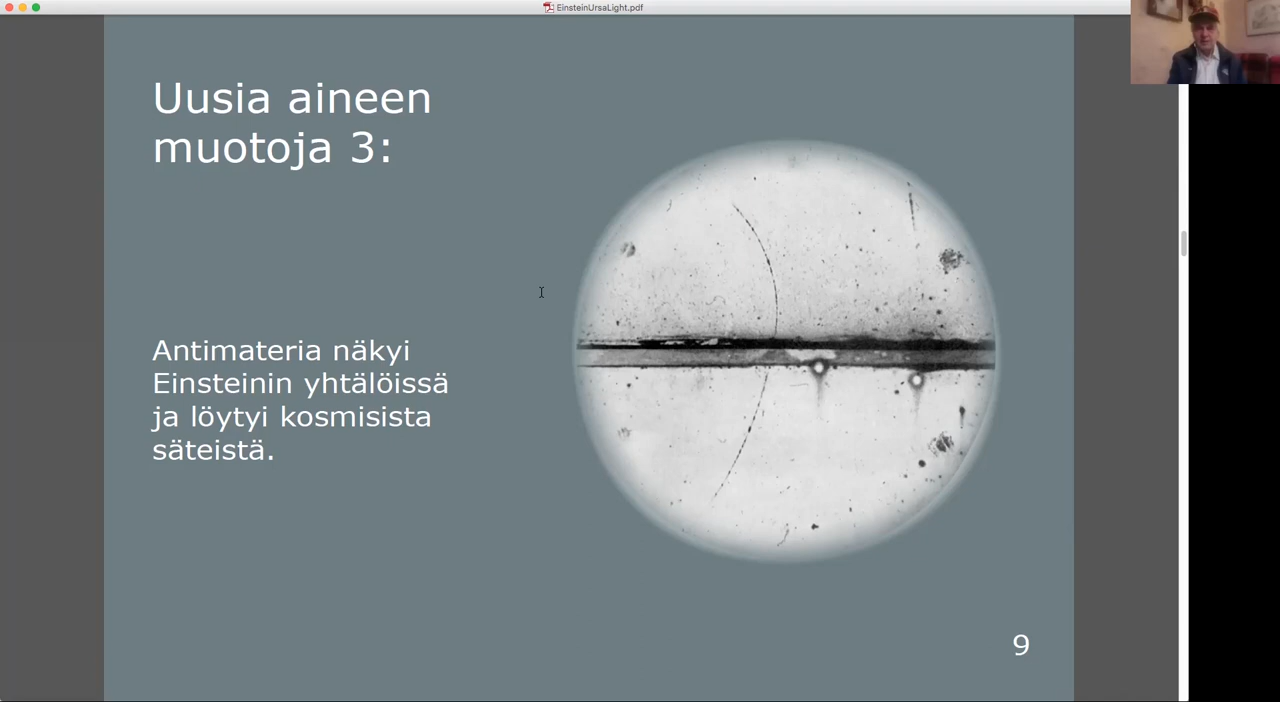 EinsteinUrsaLight.pdf
Uusia aineen
muotoja 3:
Antimateria näkyi
Einsteinin yhtälöissä
ja löytyi kosmisista
säteistä.
9